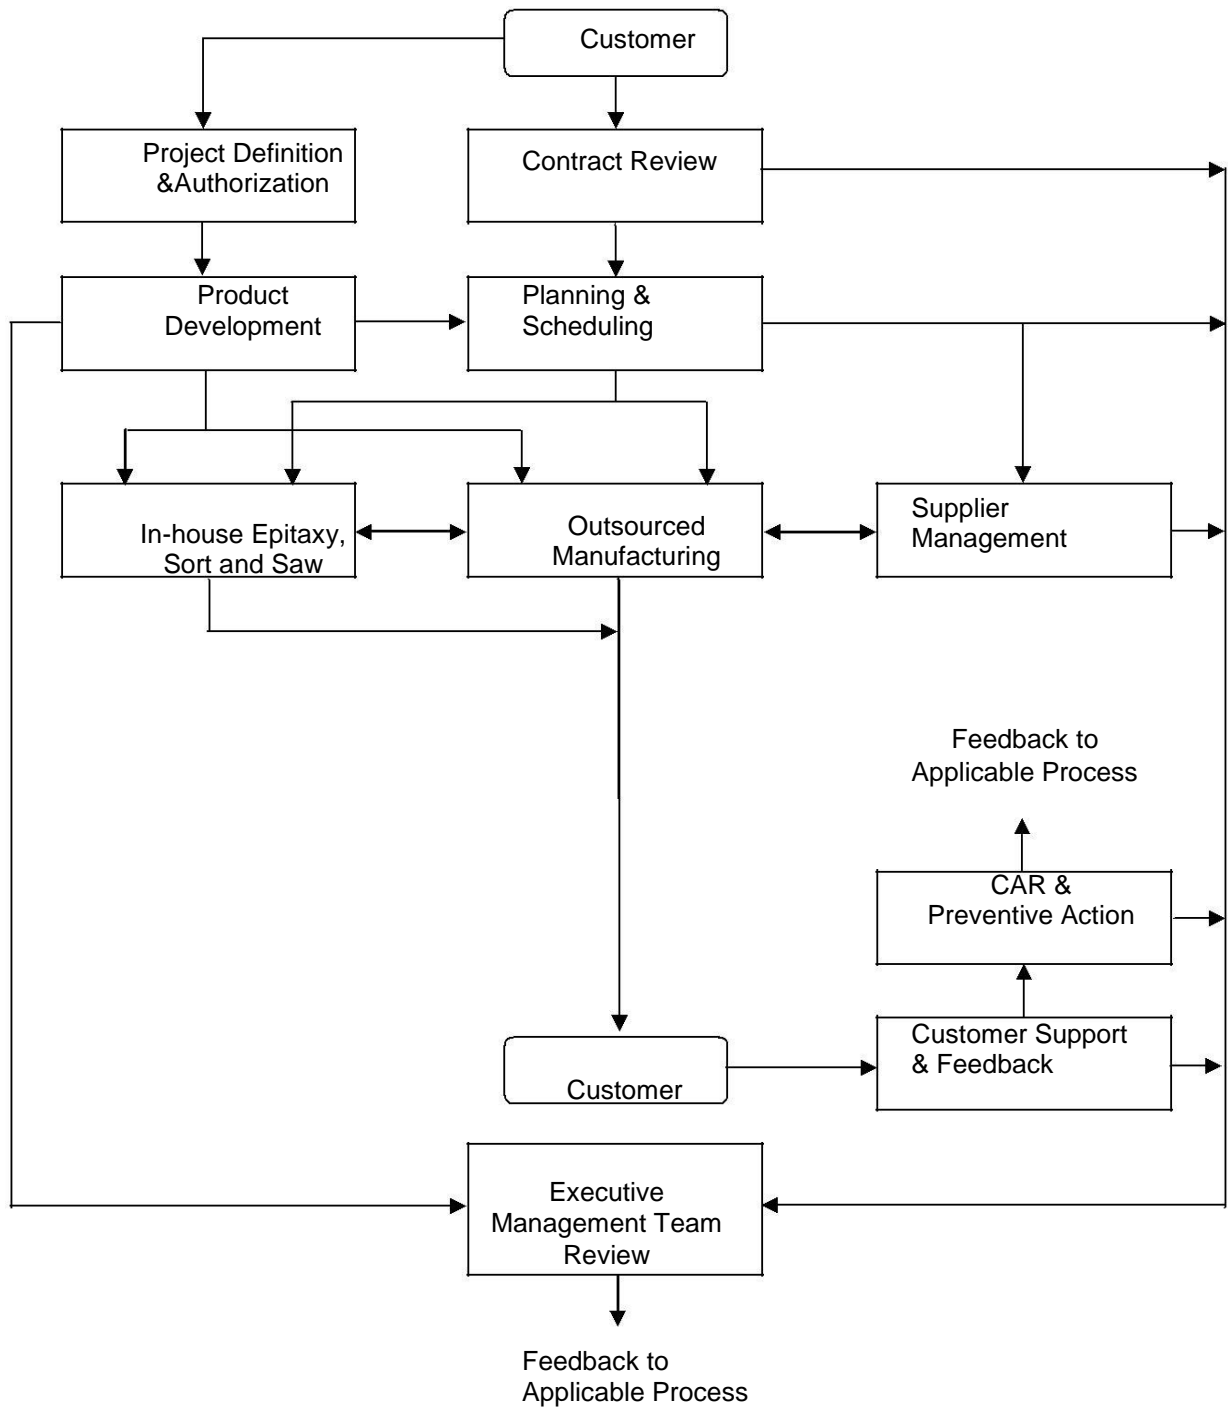 Customer
Project Definition
&Authorization
Contract Review
Product
Development
Planning &
Scheduling
In-house Epitaxy,
Sort and Saw
Outsourced
Manufacturing
Supplier
Management
Feedback to
Applicable Process
CAR &
Preventive Action
Customer Support
& Feedback
Customer
Executive
Management Team
Review
Feedback to
Applicable Process